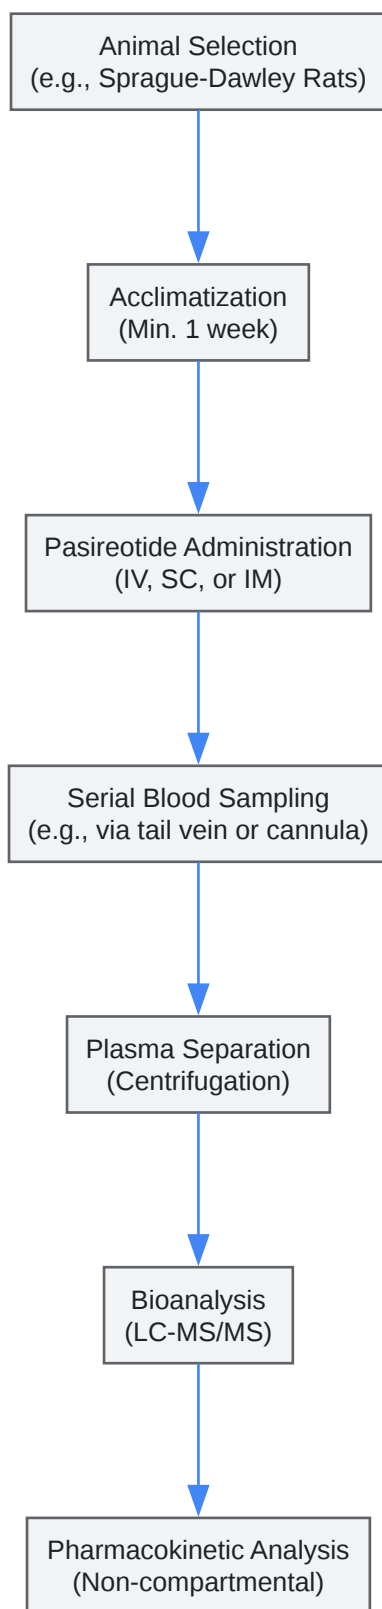 Animal Selection
(e.g., Sprague-Dawley Rats)
Acclimatization
(Min. 1 week)
Pasireotide Administration
(IV, SC, or IM)
Serial Blood Sampling
(e.g., via tail vein or cannula)
Plasma Separation
(Centrifugation)
Bioanalysis
(LC-MS/MS)
Pharmacokinetic Analysis
(Non-compartmental)